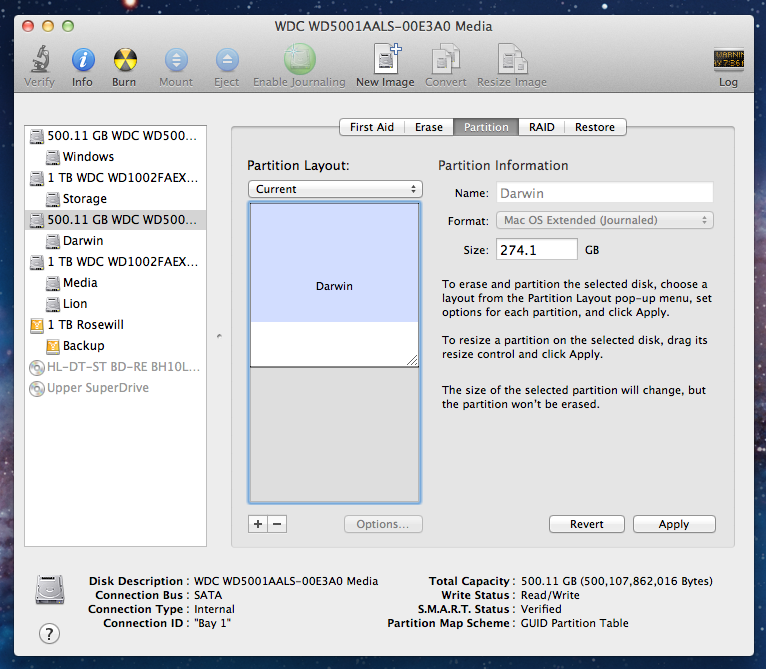 WDC WD5001AALS-00E3A0 Media
Verify Info Burn Mount Eject Enable Journaling New Image Convert Resize Image Log
First Aid Erase Partition RAID Restore
500.11 GB WDC WD500...
Windows
1 TB WDC WD1002FAEX...
Storage
500.11 GB WDC WD500...
Darwin
1 TB WDC WD1002FAEX...
Media
Lion
1 TB Rosewill
Backup
HL-DT-ST BD-RE BH10L...
Upper SuperDrive
Partition Layout:
Current
Darwin
+ −
Options...
Partition Information
Name: Darwin
Format: Mac OS Extended (Journaled)
Size: 274.1 GB
To erase and partition the selected disk, choose a
layout from the Partition Layout pop-up menu, set
options for each partition, and click Apply.
To resize a partition on the selected disk, drag its
resize control and click Apply.
The size of the selected partition will change, but
the partition won't be erased.
Revert Apply
Disk Description : WDC WD5001AALS-00E3A0 Media
Connection Bus : SATA
Connection Type : Internal
Connection ID : "Bay 1"
Total Capacity : 500.11 GB (500,107,862,016 Bytes)
Write Status : Read/Write
S.M.A.R.T. Status : Verified
Partition Map Scheme : GUID Partition Table
?